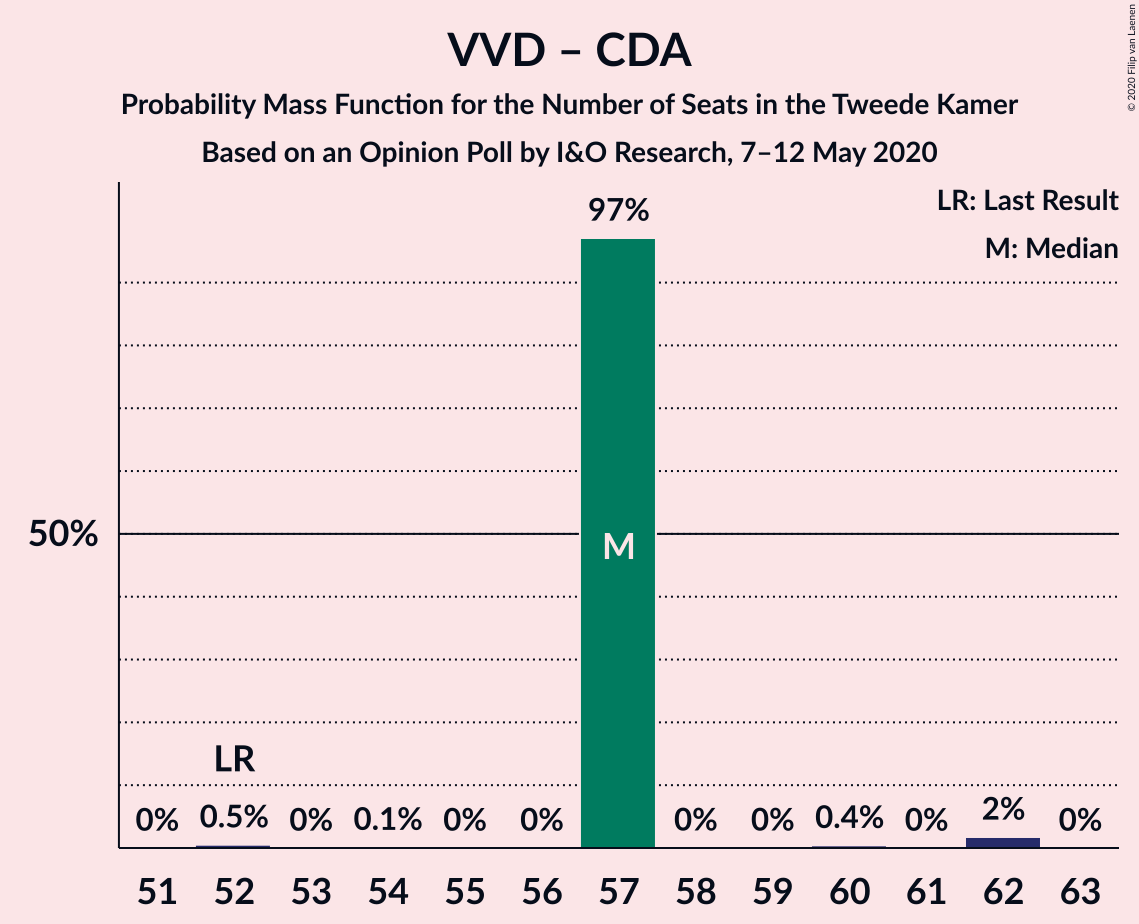 VVD – CDA
Probability Mass Function for the Number of Seats in the Tweede Kamer
Based on an Opinion Poll by I&O Research, 7–12 May 2020
© 2020 Filip van Laenen
LR: Last Result
M: Median
97%
50%
M
LR
0% 0.5% 0% 0.1% 0% 0% 0% 0% 0.4% 0% 2% 0%
51 52 53 54 55 56 57 58 59 60 61 62 63